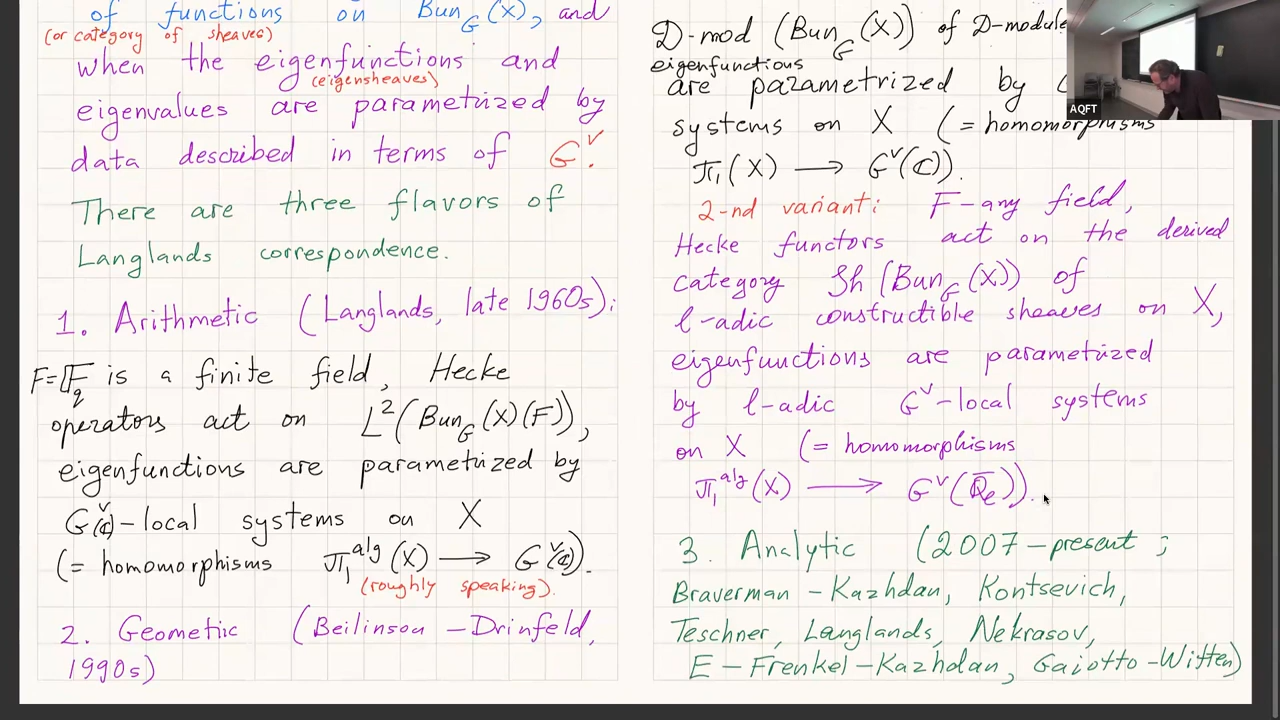 of functions on Bun_G(X), and
(or category of sheaves)
when the eigenfunctions and
(eigensheaves)
eigenvalues are parametrized by
data described in terms of G^∨.
There are three flavors of
Langlands correspondence.
1. Arithmetic (Langlands, late 1960s):
F=𝔽_q is a finite field, Hecke
operators act on L²(Bun_G(X)(F)),
eigenfunctions are parametrized by
G^∨(ℂ)-local systems on X
(= homomorphisms π₁^alg(X) ⟶ G^∨(ℂ)).
(roughly speaking).
2. Geometic (Beilinson – Drinfeld,
1990s)
D-mod (Bun_G(X)) of D-module
eigenfunctions
are parametrized by
systems on X (= homomorphisms
π₁(X) ⟶ G^∨(ℂ)).
2-nd variant: F-any field,
Hecke functors act on the derived
category Sh(Bun_G(X)) of
ℓ-adic constructible sheaves on X,
eigenfunctions are parametrized
by ℓ-adic G^∨-local systems
on X (= homomorphisms
π₁^alg(X) ⟶ G^∨(ℚ̄_ℓ)).
3. Analytic (2007-present;
Braverman – Kazhdan, Kontsevich,
Teschner, Langlands, Nekrasov,
E-Frenkel-Kazhdan, Gaiotto-Witten)
AQFT